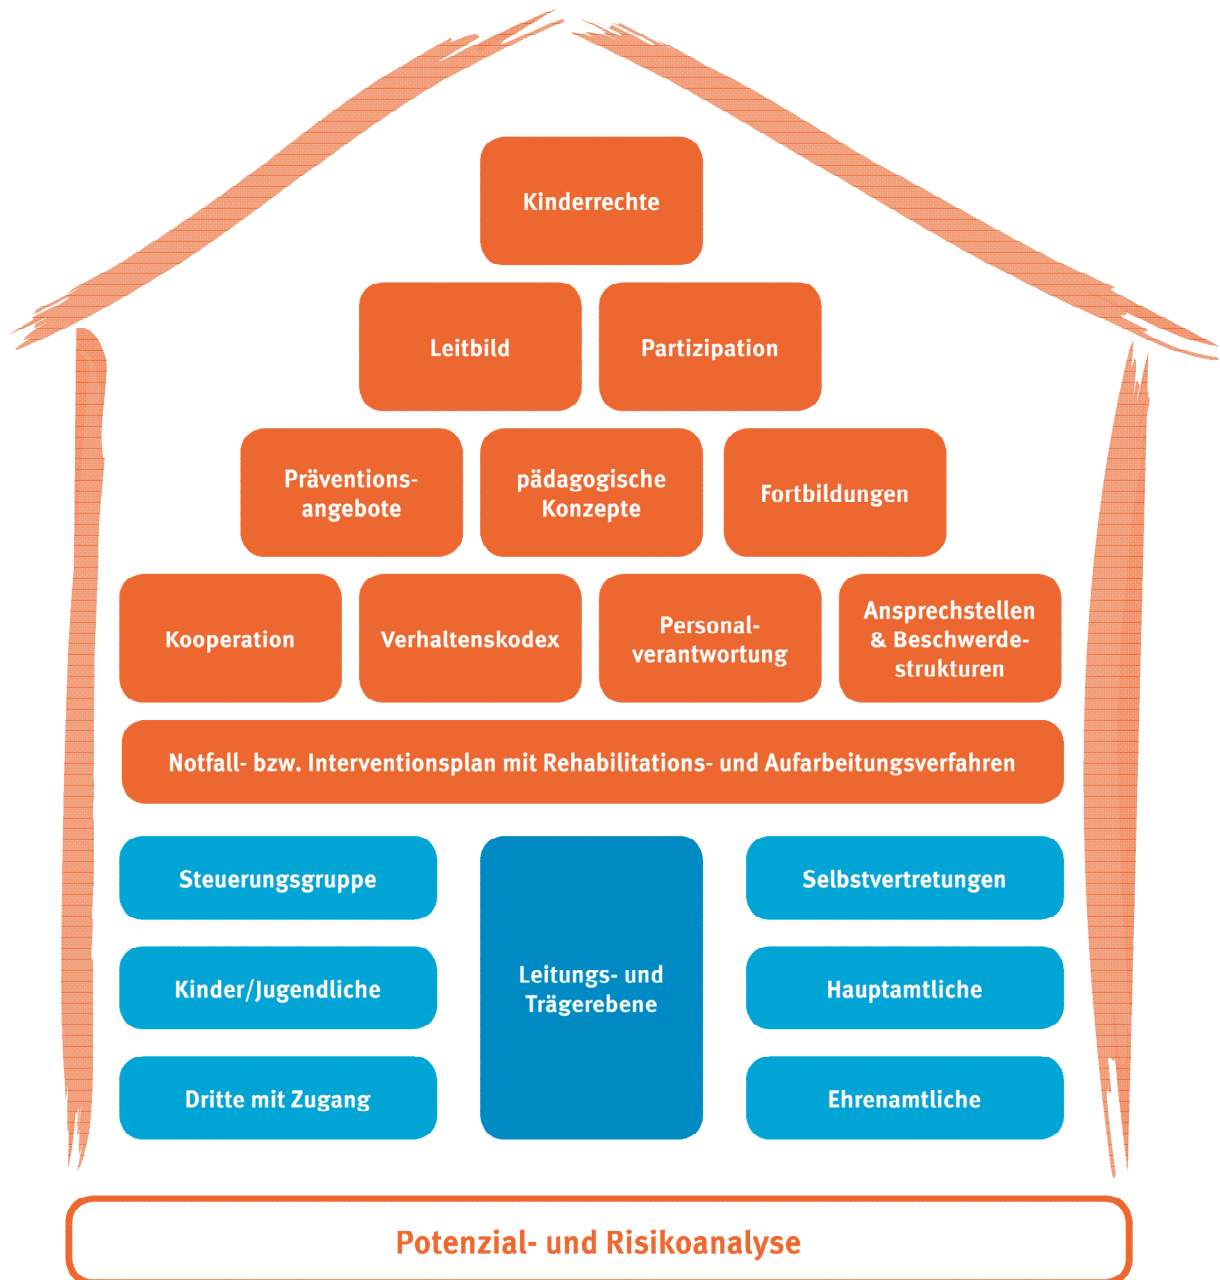 Kinderrechte
Leitbild
Partizipation
Präventions-
angebote
pädagogische
Konzepte
Fortbildungen
Kooperation
Verhaltenskodex
Personal-
verantwortung
Ansprechstellen
& Beschwerde-
strukturen
Notfall- bzw. Interventionsplan mit Rehabilitations- und Aufarbeitungsverfahren
Steuerungsgruppe
Kinder/Jugendliche
Dritte mit Zugang
Leitungs- und
Trägerebene
Selbstvertretungen
Hauptamtliche
Ehrenamtliche
Potenzial- und Risikoanalyse